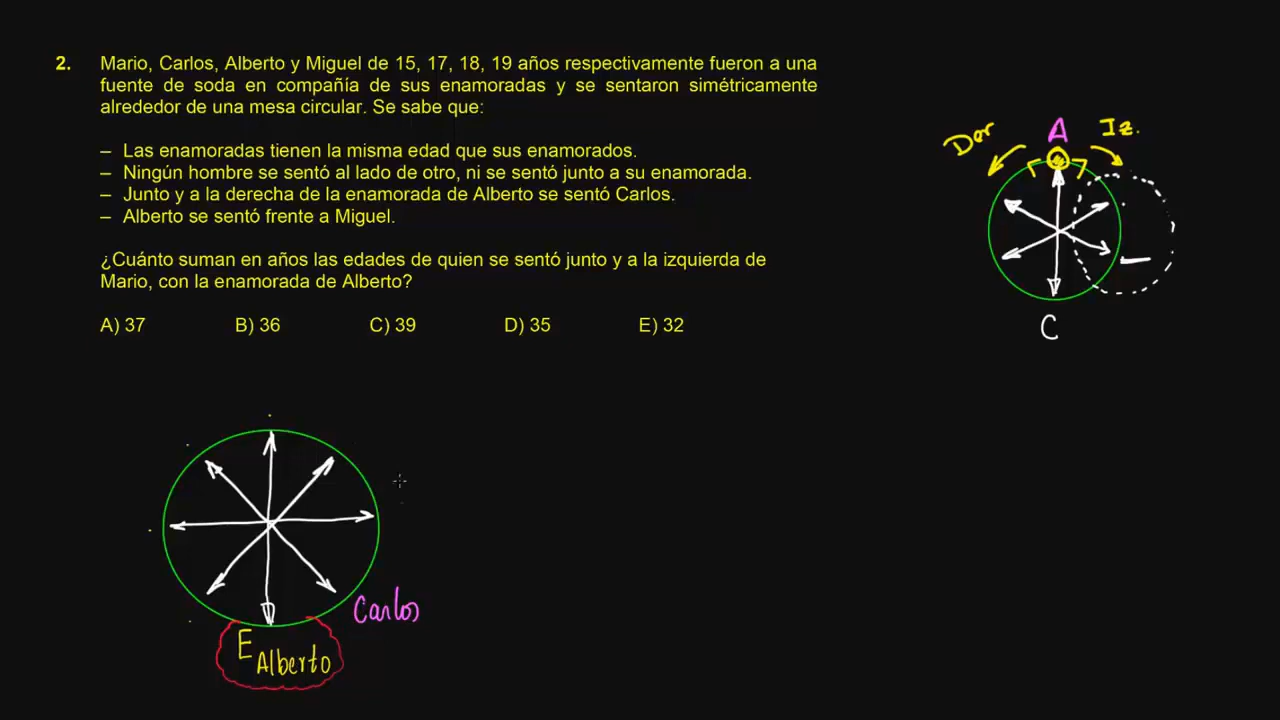 2. Mario, Carlos, Alberto y Miguel de 15, 17, 18, 19 años respectivamente fueron a una
fuente de soda en compañía de sus enamoradas y se sentaron simétricamente
alrededor de una mesa circular. Se sabe que:
– Las enamoradas tienen la misma edad que sus enamorados.
– Ningún hombre se sentó al lado de otro, ni se sentó junto a su enamorada.
– Junto y a la derecha de la enamorada de Alberto se sentó Carlos.
– Alberto se sentó frente a Miguel.
¿Cuánto suman en años las edades de quien se sentó junto y a la izquierda de
Mario, con la enamorada de Alberto?
A) 37 B) 36 C) 39 D) 35 E) 32
Der A Iz.
C
Carlos
E Alberto